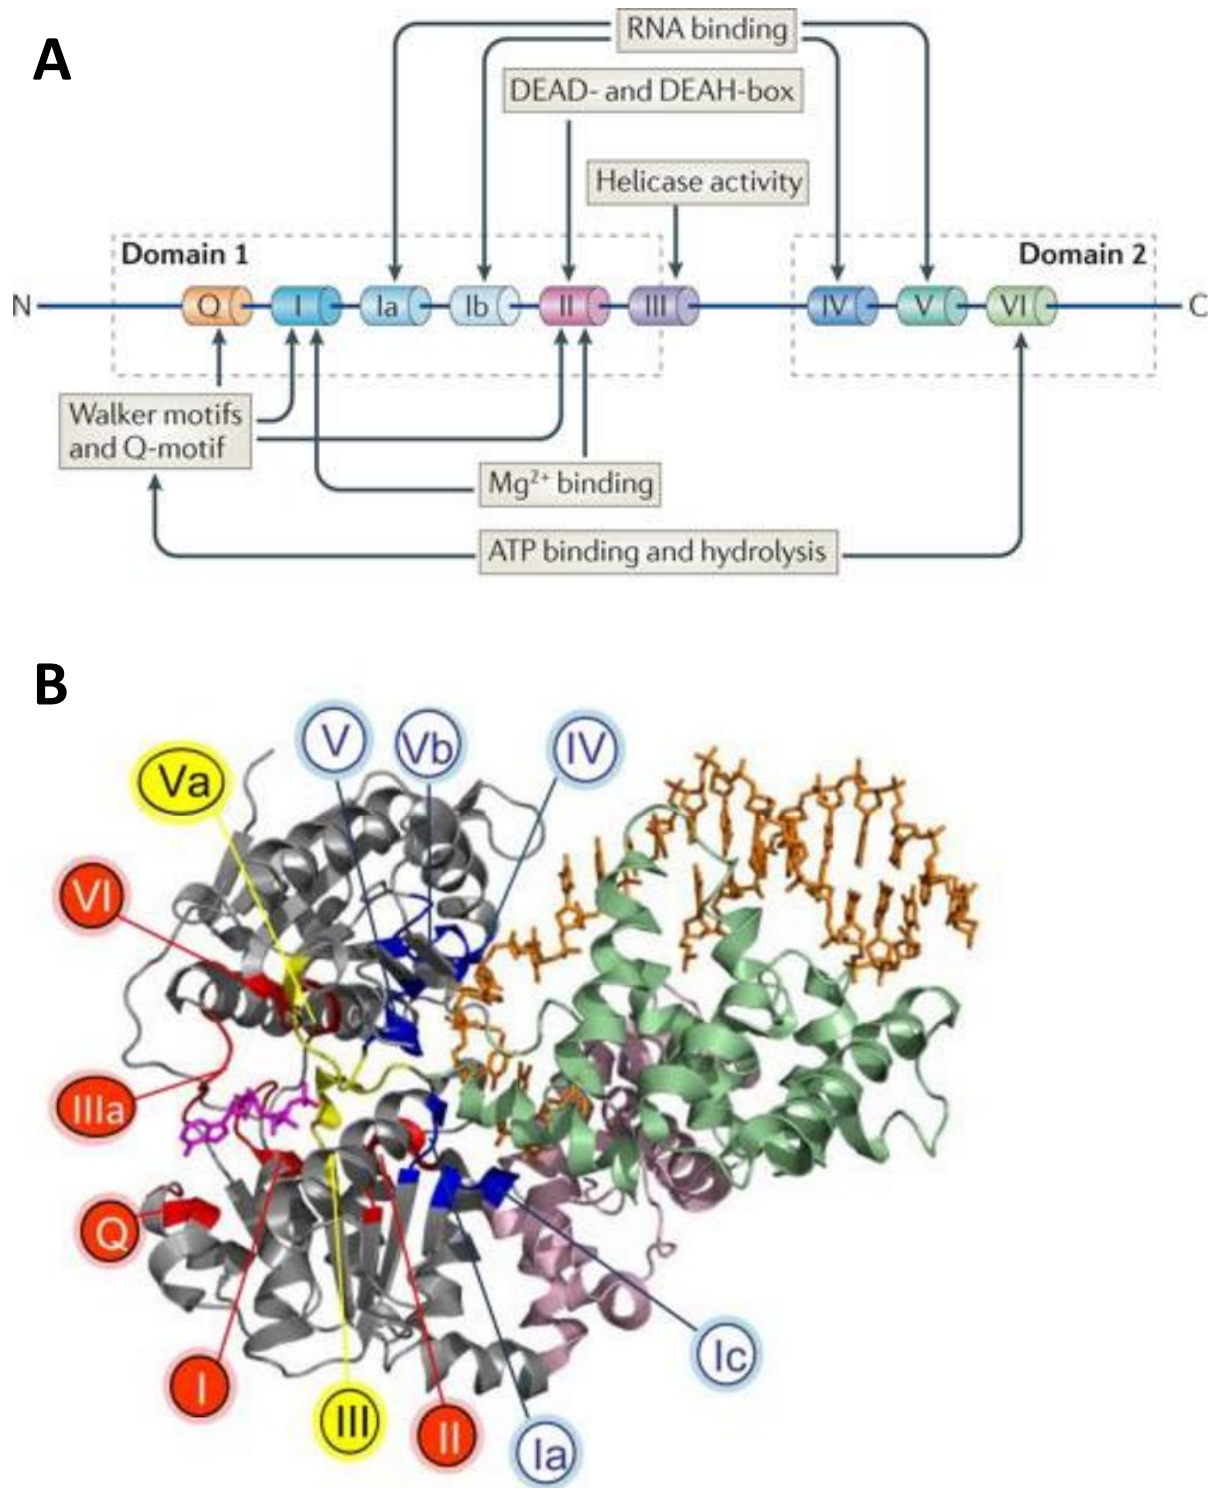 A
RNA binding
DEAD- and DEAH-box
Helicase activity
Domain 1
Domain 2
N
Q
I
Ia
Ib
II
III
IV
V
VI
C
Walker motifs
and Q-motif
Mg²⁺ binding
ATP binding and hydrolysis
B
V
Vb
IV
Va
VI
IIIa
Q
I
III
II
Ia
Ic